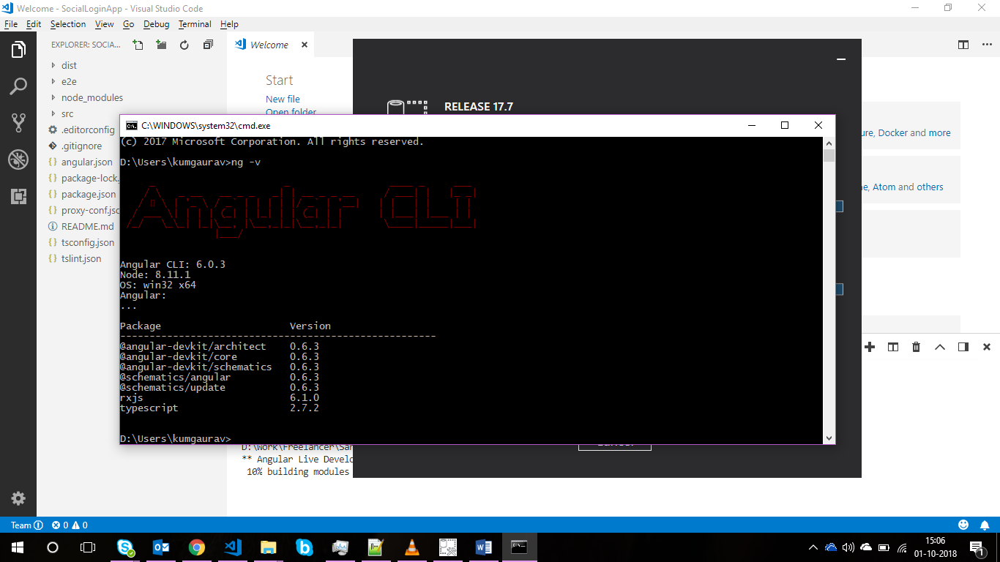 Welcome - SocialLoginApp - Visual Studio Code
File Edit Selection View Go Debug Terminal Help
EXPLORER: SOCIA...
Welcome
dist
e2e
node_modules
src
.editorconfig
.gitignore
angular.json
package-lock.
package.json
proxy-conf.jsc
README.md
tsconfig.json
tslint.json
Start
New file
Open folder
RELEASE 17.7
ure, Docker and more
ne, Atom and others
C:\WINDOWS\system32\cmd.exe
(c) 2017 Microsoft Corporation. All rights reserved.
D:\Users\kumgaurav>ng -v
Angular CLI
Angular CLI: 6.0.3
Node: 8.11.1
OS: win32 x64
Angular:
...
Package Version
------------------------------------------------------
@angular-devkit/architect 0.6.3
@angular-devkit/core 0.6.3
@angular-devkit/schematics 0.6.3
@schematics/angular 0.6.3
@schematics/update 0.6.3
rxjs 6.1.0
typescript 2.7.2
D:\Users\kumgaurav>
D:\Work\Freelancer\Sam
** Angular Live Develo
10% building modules
Team 0 0
15:06
01-10-2018
1